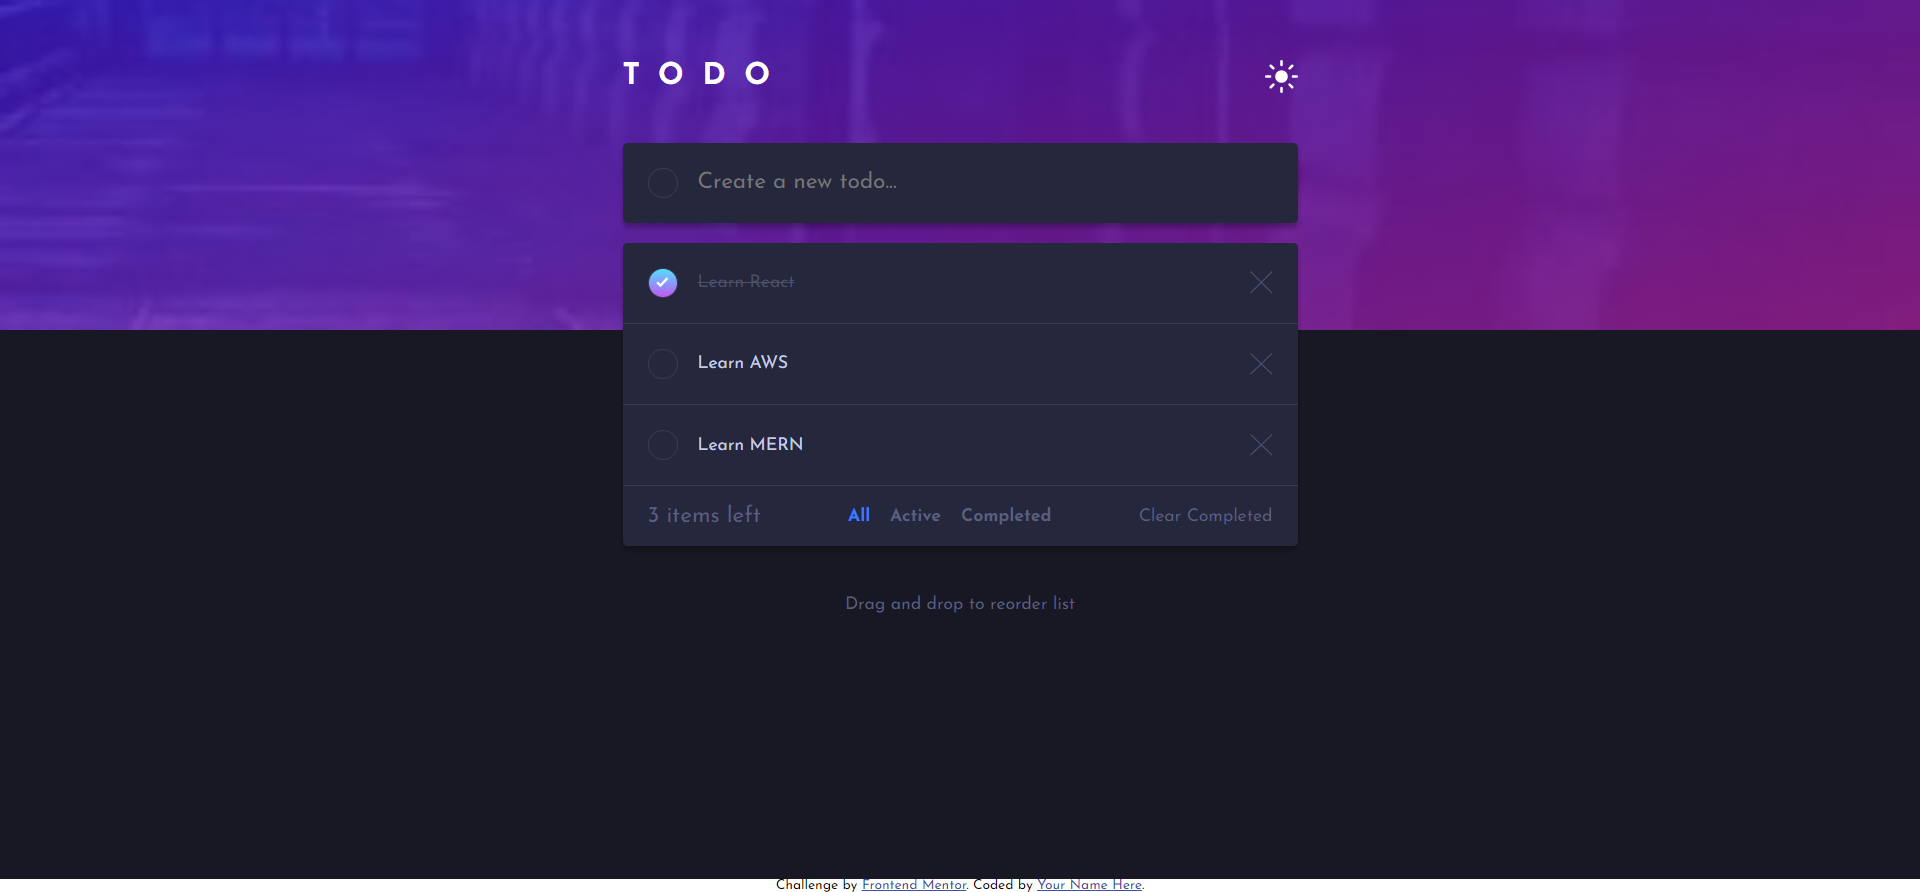 TODO
Create a new todo...
Learn React
Learn AWS
Learn MERN
3 items left All Active Completed Clear Completed
Drag and drop to reorder list
Challenge by Frontend Mentor. Coded by Your Name Here.